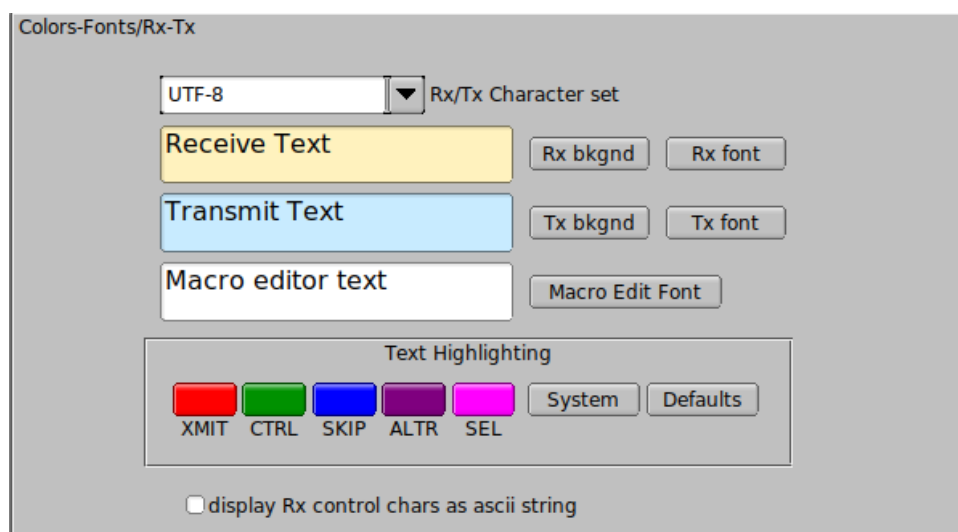 Colors-Fonts/Rx-Tx
UTF-8 Rx/Tx Character set
Receive Text Rx bkgnd Rx font
Transmit Text Tx bkgnd Tx font
Macro editor text Macro Edit Font
Text Highlighting
System Defaults
XMIT CTRL SKIP ALTR SEL
display Rx control chars as ascii string